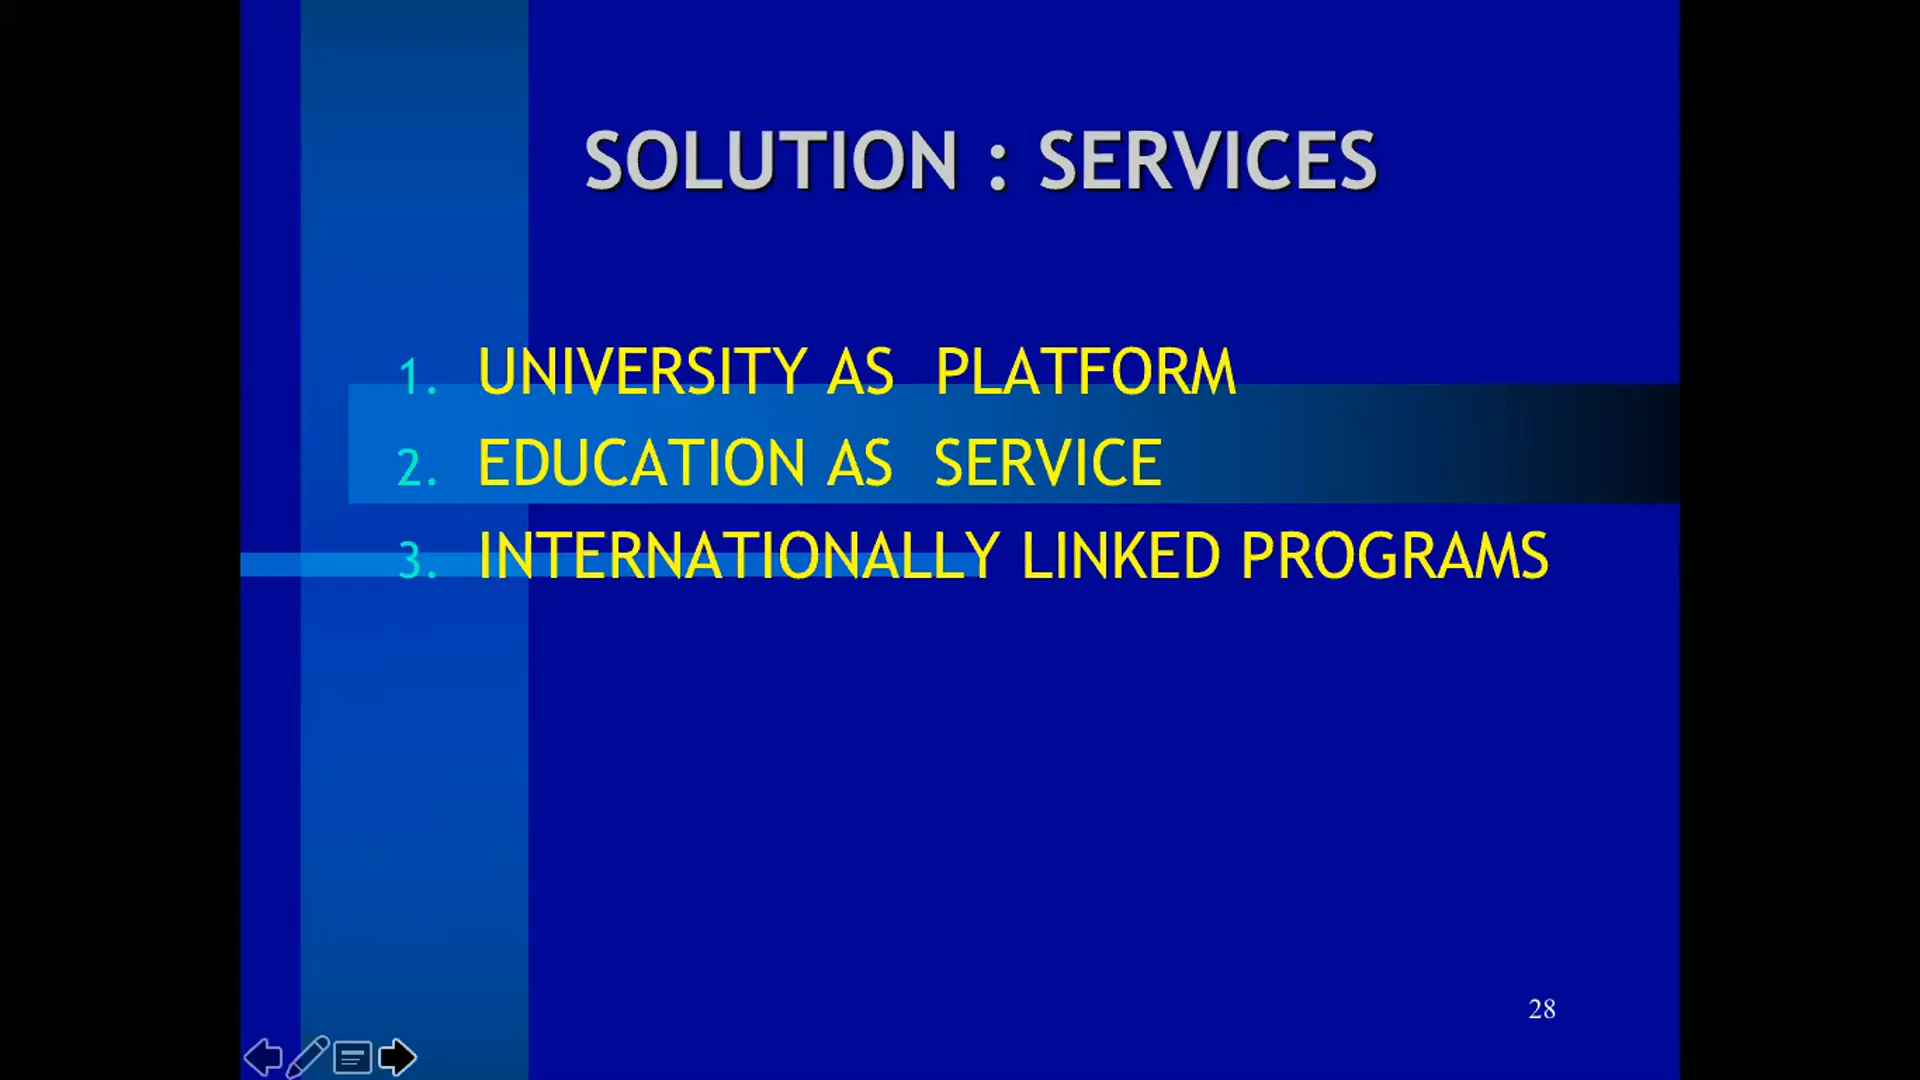 SOLUTION : SERVICES
1. UNIVERSITY AS PLATFORM
2. EDUCATION AS SERVICE
3. INTERNATIONALLY LINKED PROGRAMS
28